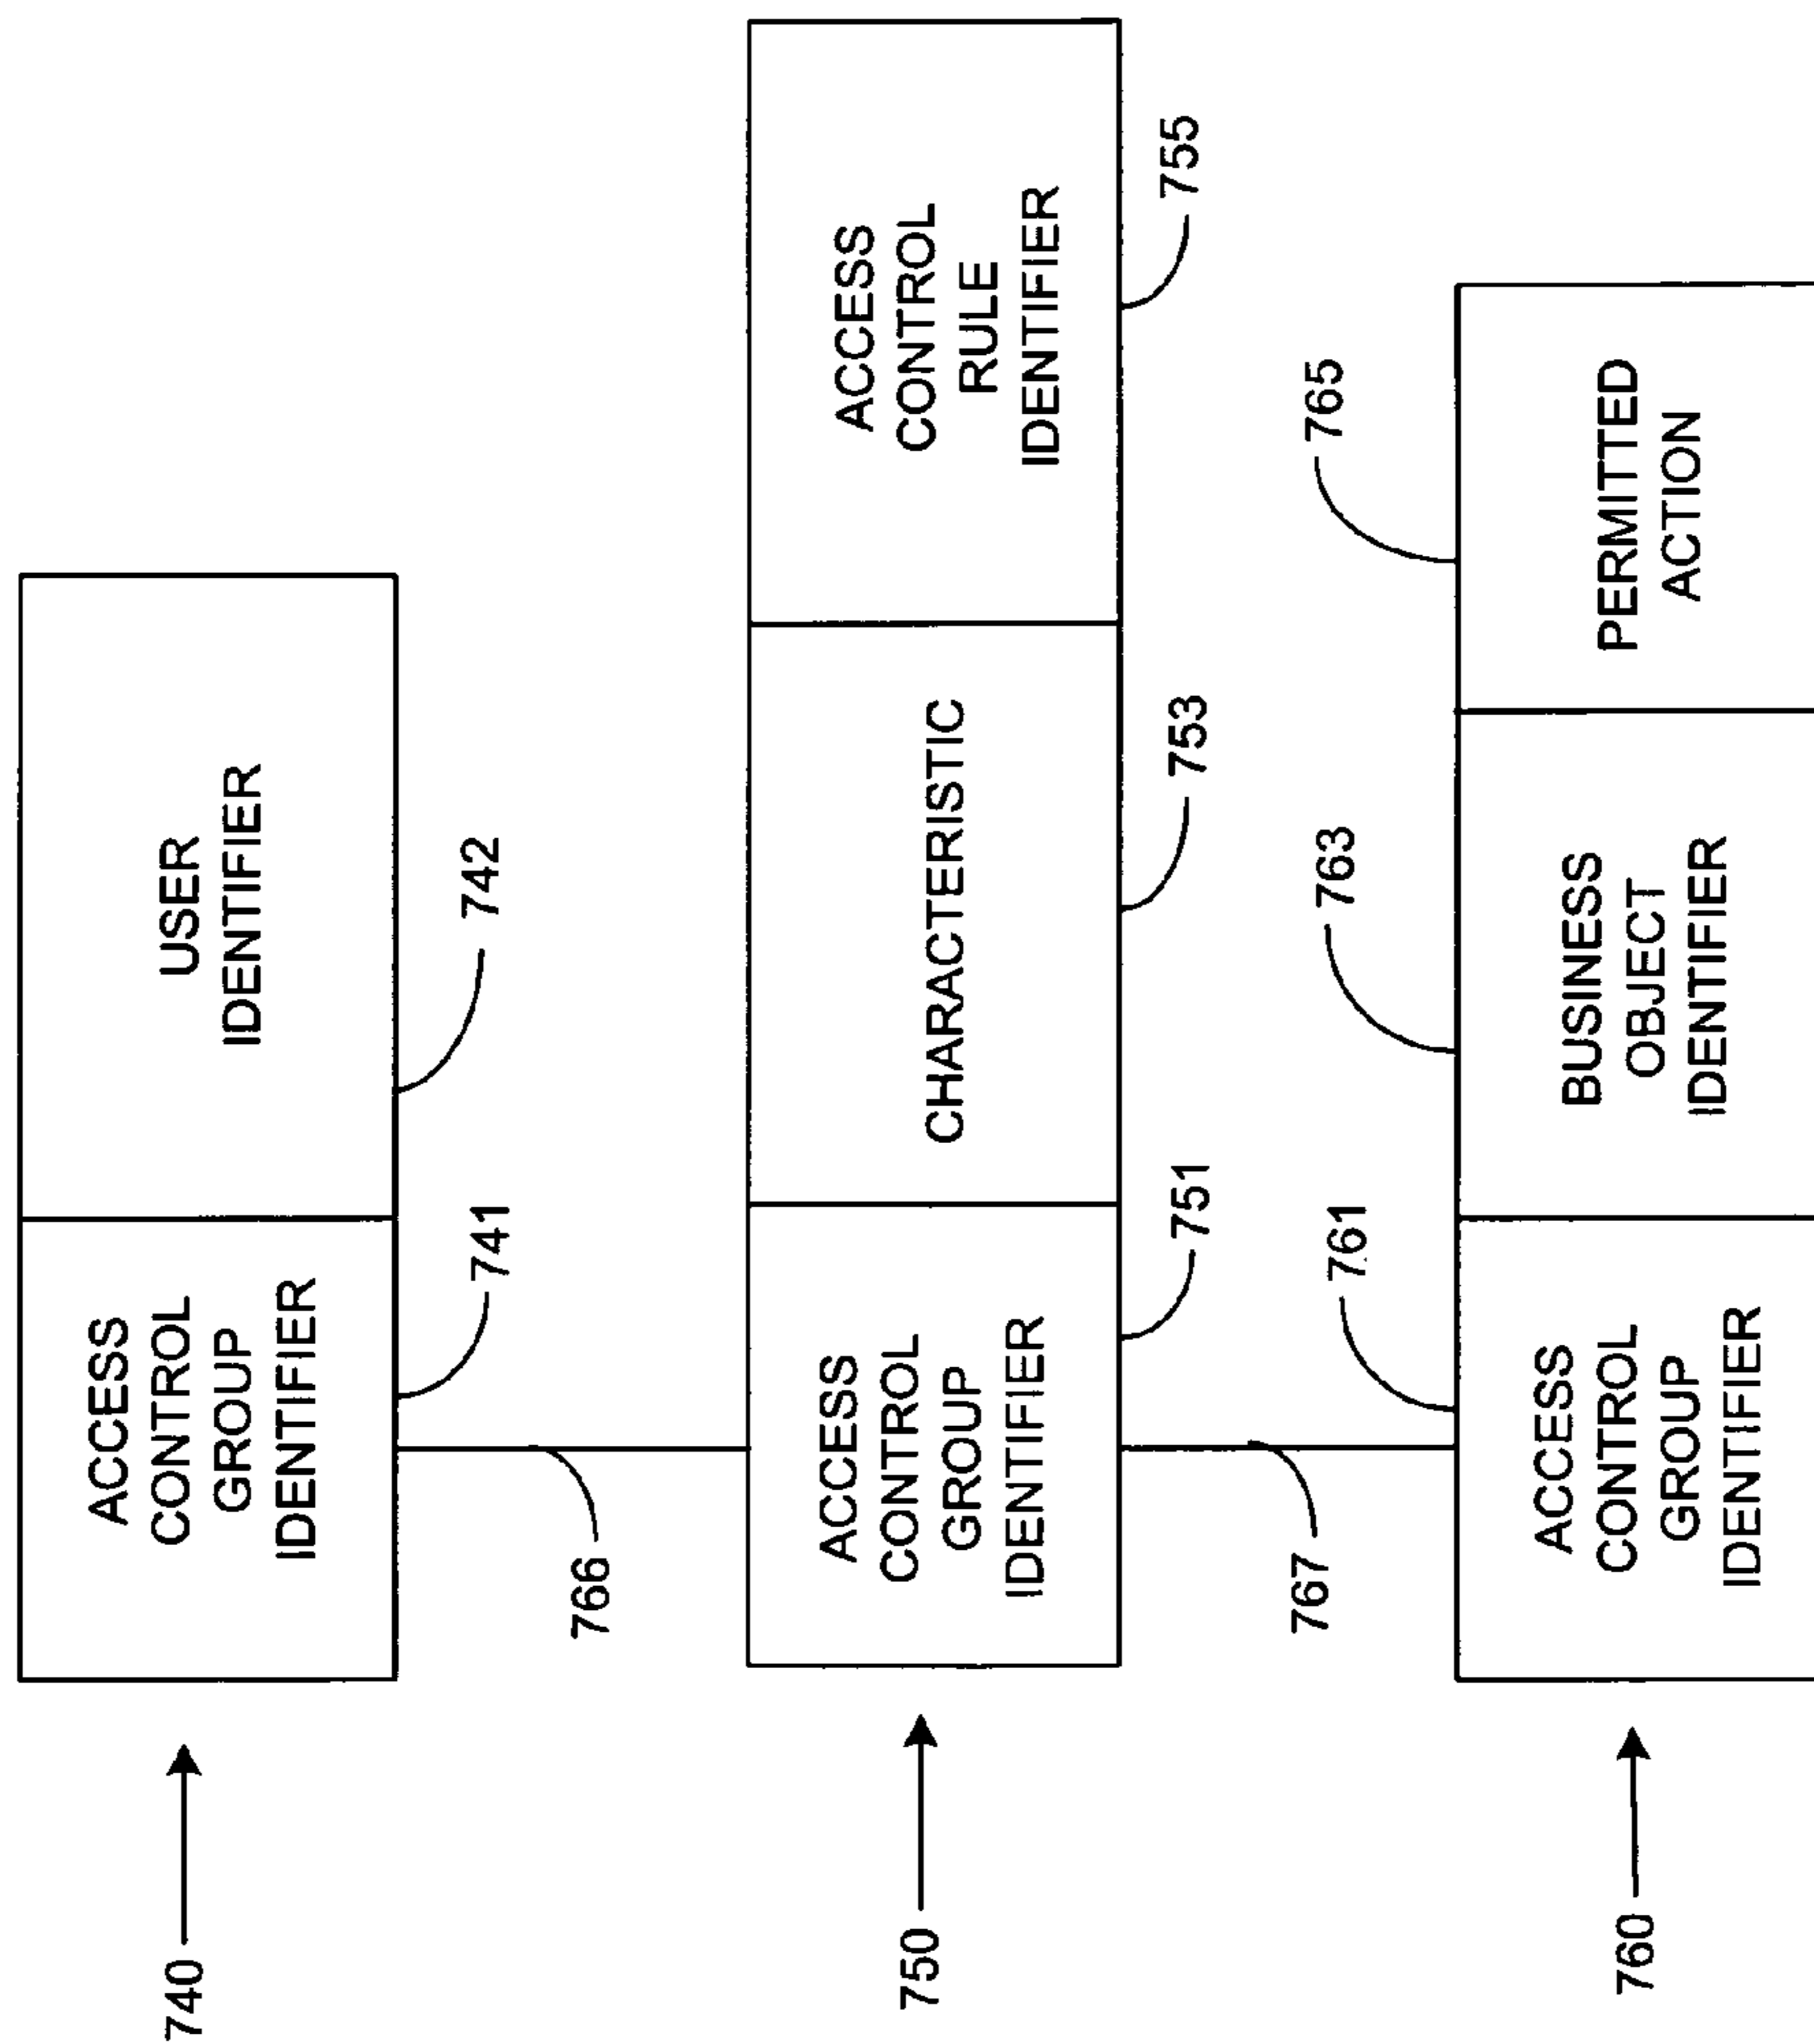 740
ACCESS
CONTROL
GROUP
IDENTIFIER
USER
IDENTIFIER
741
742
766
750
ACCESS
CONTROL
GROUP
IDENTIFIER
CHARACTERISTIC
ACCESS
CONTROL
RULE
IDENTIFIER
751
753
755
767
761
763
765
760
ACCESS
CONTROL
GROUP
IDENTIFIER
BUSINESS
OBJECT
IDENTIFIER
PERMITTED
ACTION